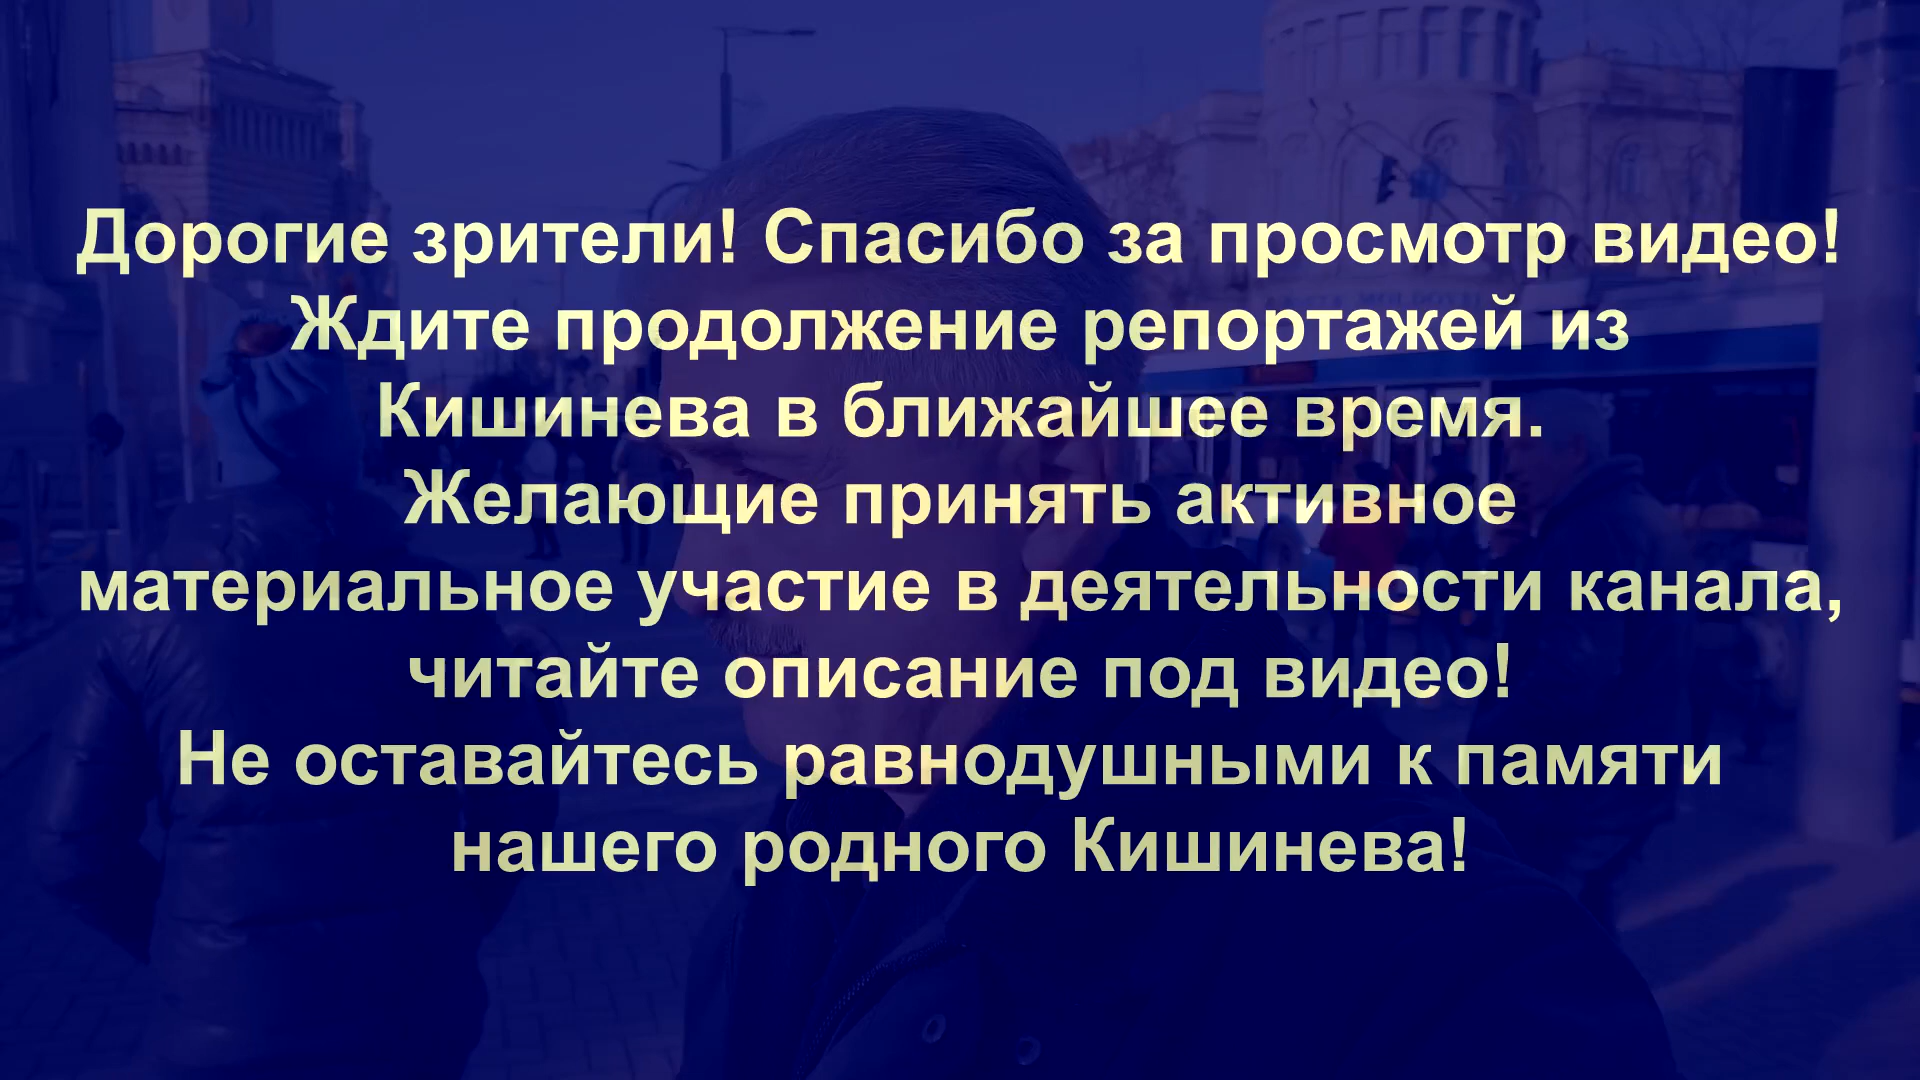 Дорогие зрители! Спасибо за просмотр видео!
Ждите продолжение репортажей из
Кишинева в ближайшее время.
Желающие принять активное
материальное участие в деятельности канала,
читайте описание под видео!
Не оставайтесь равнодушными к памяти
нашего родного Кишинева!